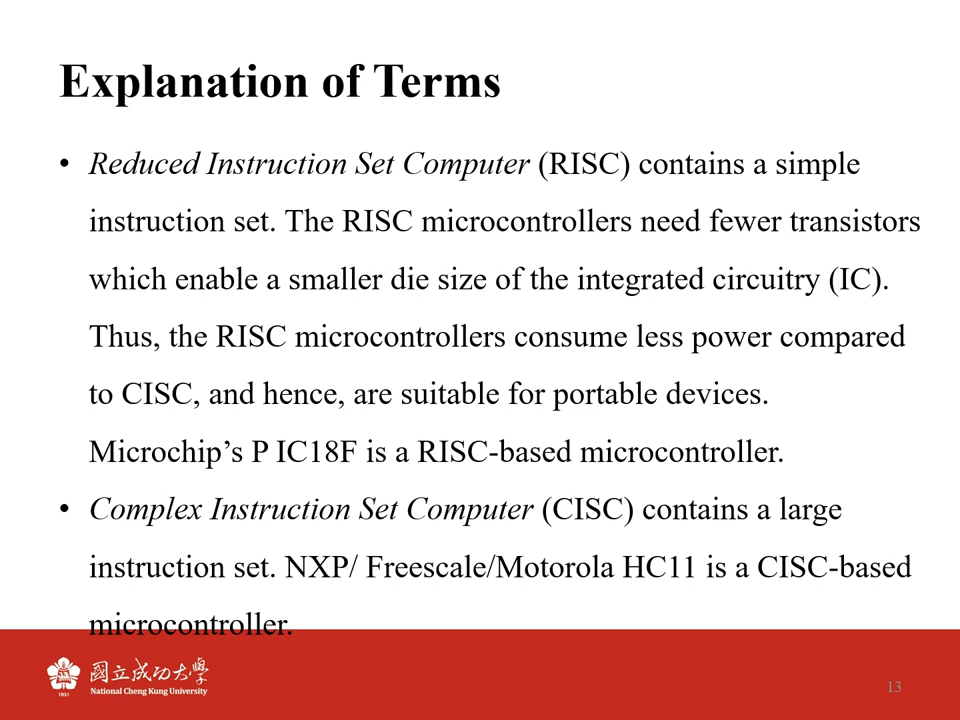 Explanation of Terms
• Reduced Instruction Set Computer (RISC) contains a simple
instruction set. The RISC microcontrollers need fewer transistors
which enable a smaller die size of the integrated circuitry (IC).
Thus, the RISC microcontrollers consume less power compared
to CISC, and hence, are suitable for portable devices.
Microchip’s P IC18F is a RISC-based microcontroller.
• Complex Instruction Set Computer (CISC) contains a large
instruction set. NXP/ Freescale/Motorola HC11 is a CISC-based
microcontroller.
國立成功大學
National Cheng Kung University
1931
13